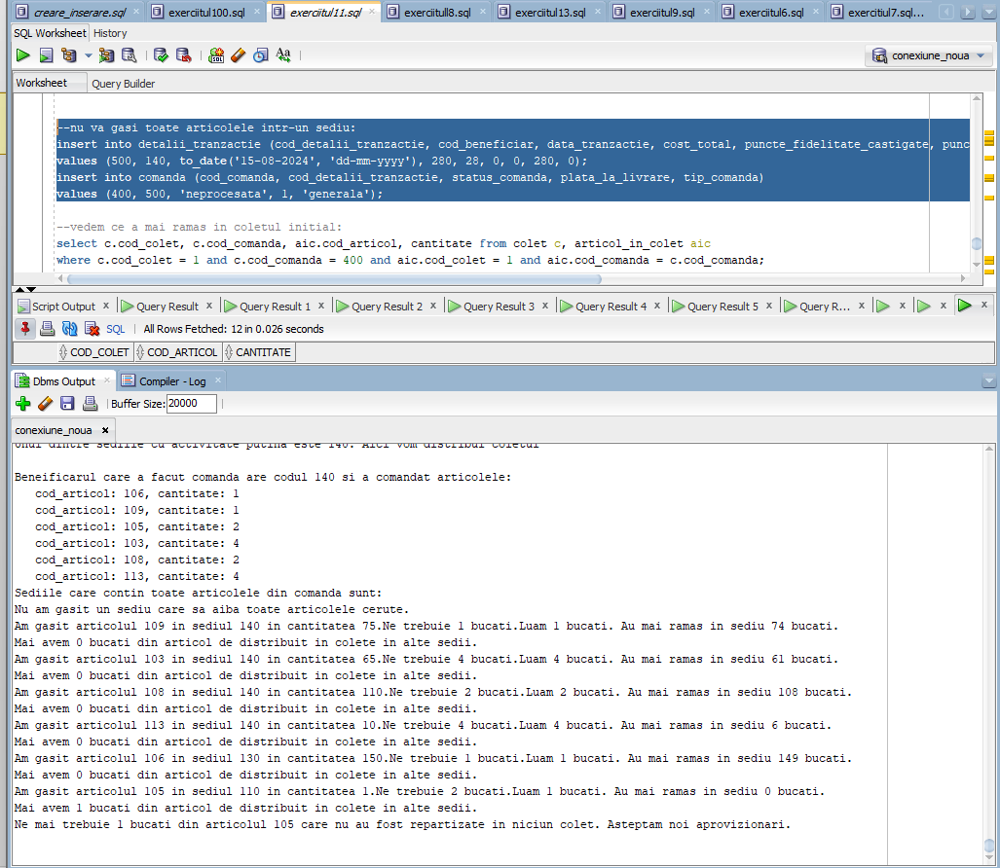 creare_inserare.sql exerciitul100.sql exerciitul11.sql exerciitull8.sql exerciitul13.sql exerciitul9.sql exerciitul6.sql exercitiul7.sql...
SQL Worksheet History
conexiune_noua
Worksheet Query Builder
--nu va gasi toate articolele intr-un sediu:
insert into detalii_tranzactie (cod_detalii_tranzactie, cod_beneficiar, data_tranzactie, cost_total, puncte_fidelitate_castigate, punc
values (500, 140, to_date('15-08-2024', 'dd-mm-yyyy'), 280, 28, 0, 0, 280, 0);
insert into comanda (cod_comanda, cod_detalii_tranzactie, status_comanda, plata_la_livrare, tip_comanda)
values (400, 500, 'neprocesata', 1, 'generala');
--vedem ce a mai ramas in coletul initial:
select c.cod_colet, c.cod_comanda, aic.cod_articol, cantitate from colet c, articol_in_colet aic
where c.cod_colet = 1 and c.cod_comanda = 400 and aic.cod_colet = 1 and aic.cod_comanda = c.cod_comanda;
Script Output x Query Result x Query Result 1 x Query Result 2 x Query Result 3 x Query Result 4 x Query Result 5 x Query R... x x x x
SQL All Rows Fetched: 12 in 0.026 seconds
COD_COLET COD_ARTICOL CANTITATE
Dbms Output Compiler - Log
Buffer Size: 20000
conexiune_noua x
Unul dintre sediile cu activitate putina este 140. Aici vom distribui coletul
Beneificarul care a facut comanda are codul 140 si a comandat articolele:
cod_articol: 106, cantitate: 1
cod_articol: 109, cantitate: 1
cod_articol: 105, cantitate: 2
cod_articol: 103, cantitate: 4
cod_articol: 108, cantitate: 2
cod_articol: 113, cantitate: 4
Sediile care contin toate articolele din comanda sunt:
Nu am gasit un sediu care sa aiba toate articolele cerute.
Am gasit articolul 109 in sediul 140 in cantitatea 75.Ne trebuie 1 bucati.Luam 1 bucati. Au mai ramas in sediu 74 bucati.
Mai avem 0 bucati din articol de distribuit in colete in alte sedii.
Am gasit articolul 103 in sediul 140 in cantitatea 65.Ne trebuie 4 bucati.Luam 4 bucati. Au mai ramas in sediu 61 bucati.
Mai avem 0 bucati din articol de distribuit in colete in alte sedii.
Am gasit articolul 108 in sediul 140 in cantitatea 110.Ne trebuie 2 bucati.Luam 2 bucati. Au mai ramas in sediu 108 bucati.
Mai avem 0 bucati din articol de distribuit in colete in alte sedii.
Am gasit articolul 113 in sediul 140 in cantitatea 10.Ne trebuie 4 bucati.Luam 4 bucati. Au mai ramas in sediu 6 bucati.
Mai avem 0 bucati din articol de distribuit in colete in alte sedii.
Am gasit articolul 106 in sediul 130 in cantitatea 150.Ne trebuie 1 bucati.Luam 1 bucati. Au mai ramas in sediu 149 bucati.
Mai avem 0 bucati din articol de distribuit in colete in alte sedii.
Am gasit articolul 105 in sediul 110 in cantitatea 1.Ne trebuie 2 bucati.Luam 1 bucati. Au mai ramas in sediu 0 bucati.
Mai avem 1 bucati din articol de distribuit in colete in alte sedii.
Ne mai trebuie 1 bucati din articolul 105 care nu au fost repartizate in niciun colet. Asteptam noi aprovizionari.